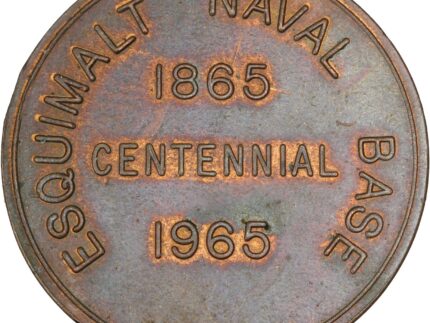 ESQUIMALT NAVAL BASE
1865
CENTENNIAL
1965